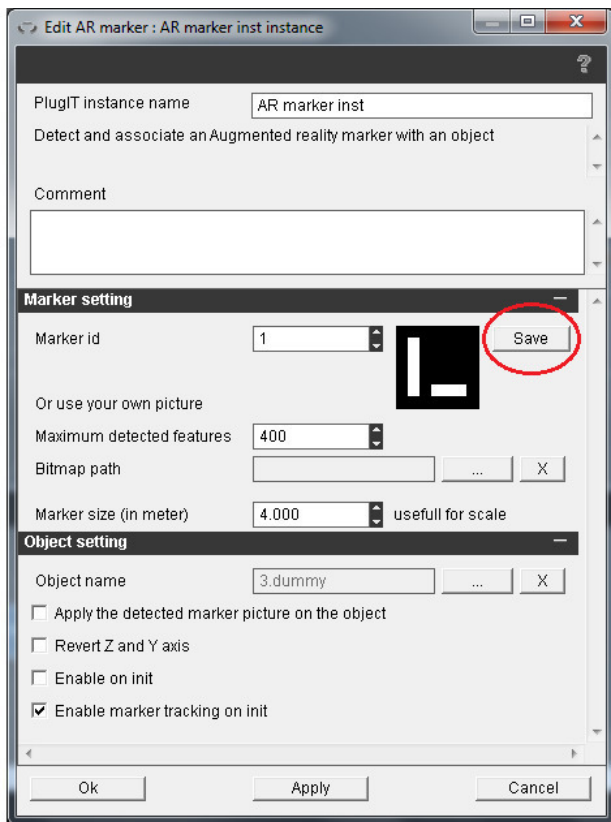 Edit AR marker : AR marker inst instance
?
PlugIT instance name AR marker inst
Detect and associate an Augmented reality marker with an object
Comment
Marker setting
Marker id 1 Save
Or use your own picture
Maximum detected features 400
Bitmap path ... X
Marker size (in meter) 4.000 usefull for scale
Object setting
Object name 3.dummy ... X
Apply the detected marker picture on the object
Revert Z and Y axis
Enable on init
Enable marker tracking on init
Ok Apply Cancel